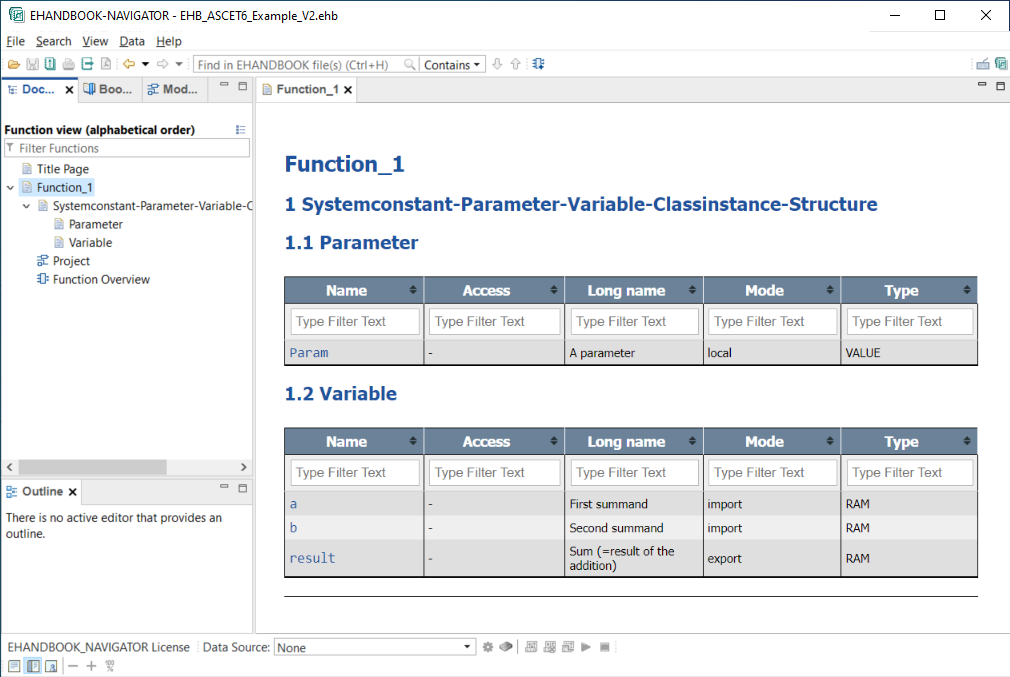 EHANDBOOK-NAVIGATOR - EHB_ASCET6_Example_V2.ehb
File Search View Data Help
Find in EHANDBOOK file(s) (Ctrl+H) Contains
Doc... Boo... Mod...
Function_1
Function view (alphabetical order)
Filter Functions
Title Page
Function_1
Systemconstant-Parameter-Variable-C
Parameter
Variable
Project
Function Overview
Outline
There is no active editor that provides an
outline.
Function_1
1 Systemconstant-Parameter-Variable-Classinstance-Structure
1.1 Parameter
Name Access Long name Mode Type
Type Filter Text Type Filter Text Type Filter Text Type Filter Text Type Filter Text
Param - A parameter local VALUE
1.2 Variable
Name Access Long name Mode Type
Type Filter Text Type Filter Text Type Filter Text Type Filter Text Type Filter Text
a - First summand import RAM
b - Second summand import RAM
result - Sum (=result of the
addition) export RAM
EHANDBOOK_NAVIGATOR License Data Source: None